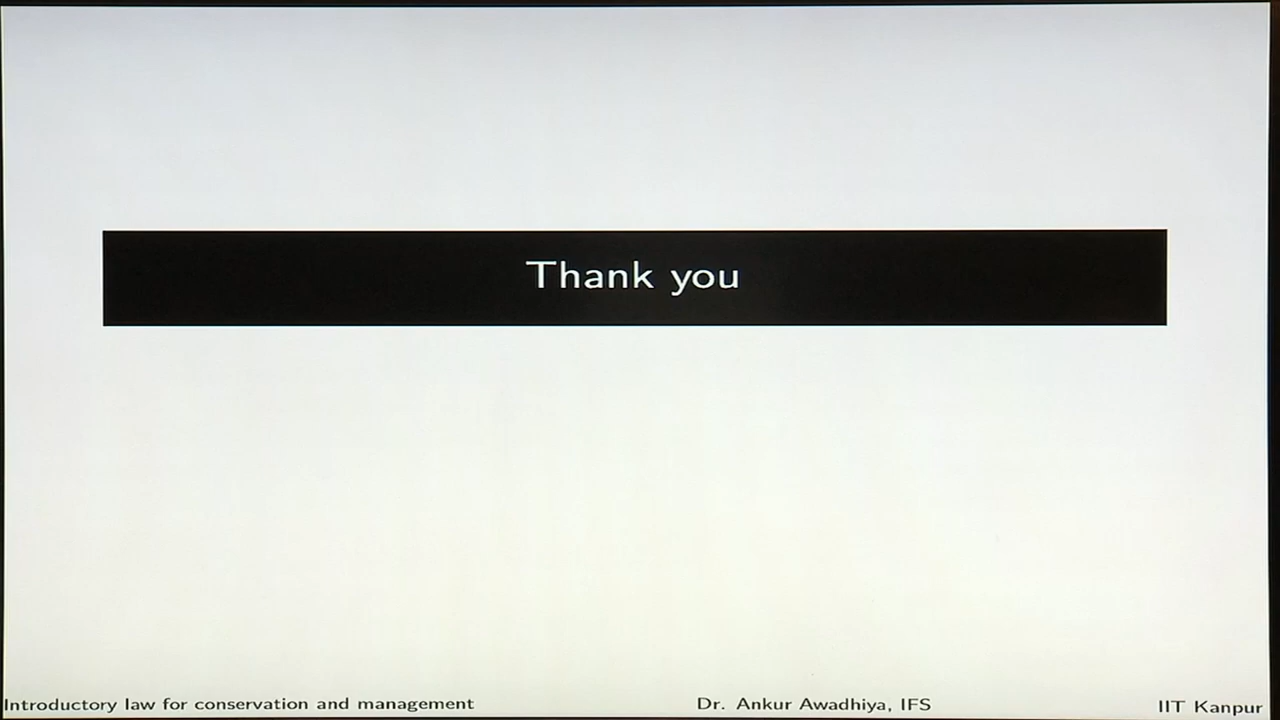 Thank you
Introductory law for conservation and management Dr. Ankur Awadhiya, IFS IIT Kanpur